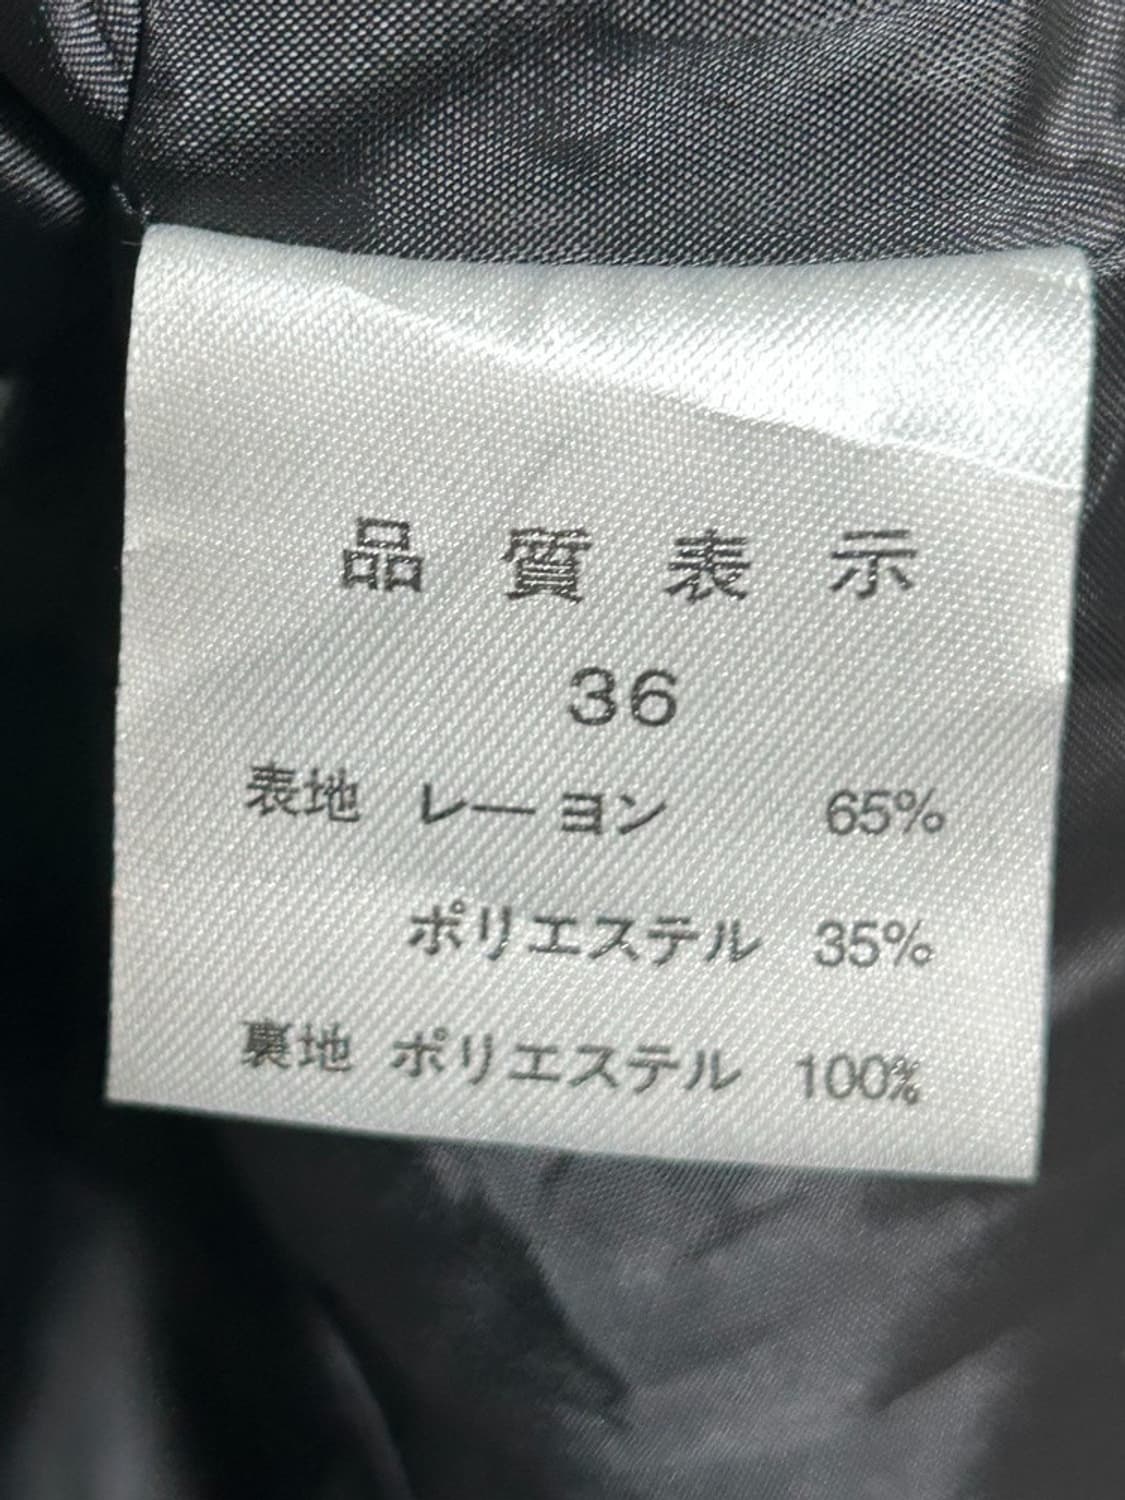 品質表示
36
表地 レーヨン 65%
ポリエステル 35%
裏地 ポリエステル 100%